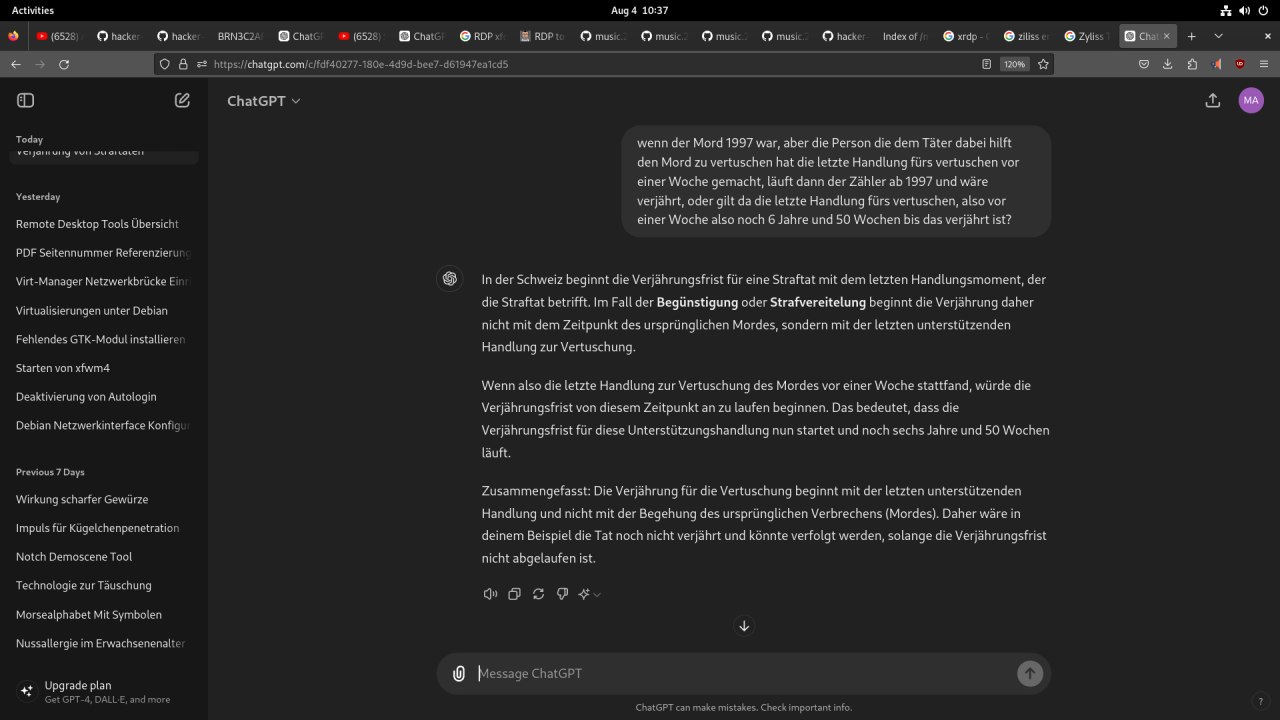 Activities
Aug 4 10:37
(6528)
hacker-
hacker-
BRN3C2A
ChatGP
(6528)
ChatGP
RDP xfr
RDP to
music.2
music.2
music.2
music.2
hacker-
Index of /n
xrdp - G
ziliss er
Zyliss T
Chat
https://chatgpt.com/c/fdf40277-180e-4d9d-bee7-d61947ea1cd5
120%
ChatGPT
MA
Today
Verjährung von Straftaten
Yesterday
Remote Desktop Tools Übersicht
PDF Seitennummer Referenzierung
Virt-Manager Netzwerkbrücke Einri
Virtualisierungen unter Debian
Fehlendes GTK-Modul installieren
Starten von xfwm4
Deaktivierung von Autologin
Debian Netzwerkinterface Konfigur
Previous 7 Days
Wirkung scharfer Gewürze
Impuls für Kügelchenpenetration
Notch Demoscene Tool
Technologie zur Täuschung
Morsealphabet Mit Symbolen
Nussallergie im Erwachsenenalter
Upgrade plan
Get GPT-4, DALL·E, and more
wenn der Mord 1997 war, aber die Person die dem Täter dabei hilft
den Mord zu vertuschen hat die letzte Handlung fürs vertuschen vor
einer Woche gemacht, läuft dann der Zähler ab 1997 und wäre
verjährt, oder gilt da die letzte Handlung fürs vertuschen, also vor
einer Woche also noch 6 Jahre und 50 Wochen bis das verjährt ist?
In der Schweiz beginnt die Verjährungsfrist für eine Straftat mit dem letzten Handlungsmoment, der
die Straftat betrifft. Im Fall der Begünstigung oder Strafvereitelung beginnt die Verjährung daher
nicht mit dem Zeitpunkt des ursprünglichen Mordes, sondern mit der letzten unterstützenden
Handlung zur Vertuschung.
Wenn also die letzte Handlung zur Vertuschung des Mordes vor einer Woche stattfand, würde die
Verjährungsfrist von diesem Zeitpunkt an zu laufen beginnen. Das bedeutet, dass die
Verjährungsfrist für diese Unterstützungshandlung nun startet und noch sechs Jahre und 50 Wochen
läuft.
Zusammengefasst: Die Verjährung für die Vertuschung beginnt mit der letzten unterstützenden
Handlung und nicht mit der Begehung des ursprünglichen Verbrechens (Mordes). Daher wäre in
deinem Beispiel die Tat noch nicht verjährt und könnte verfolgt werden, solange die Verjährungsfrist
nicht abgelaufen ist.
Message ChatGPT
ChatGPT can make mistakes. Check important info.
?